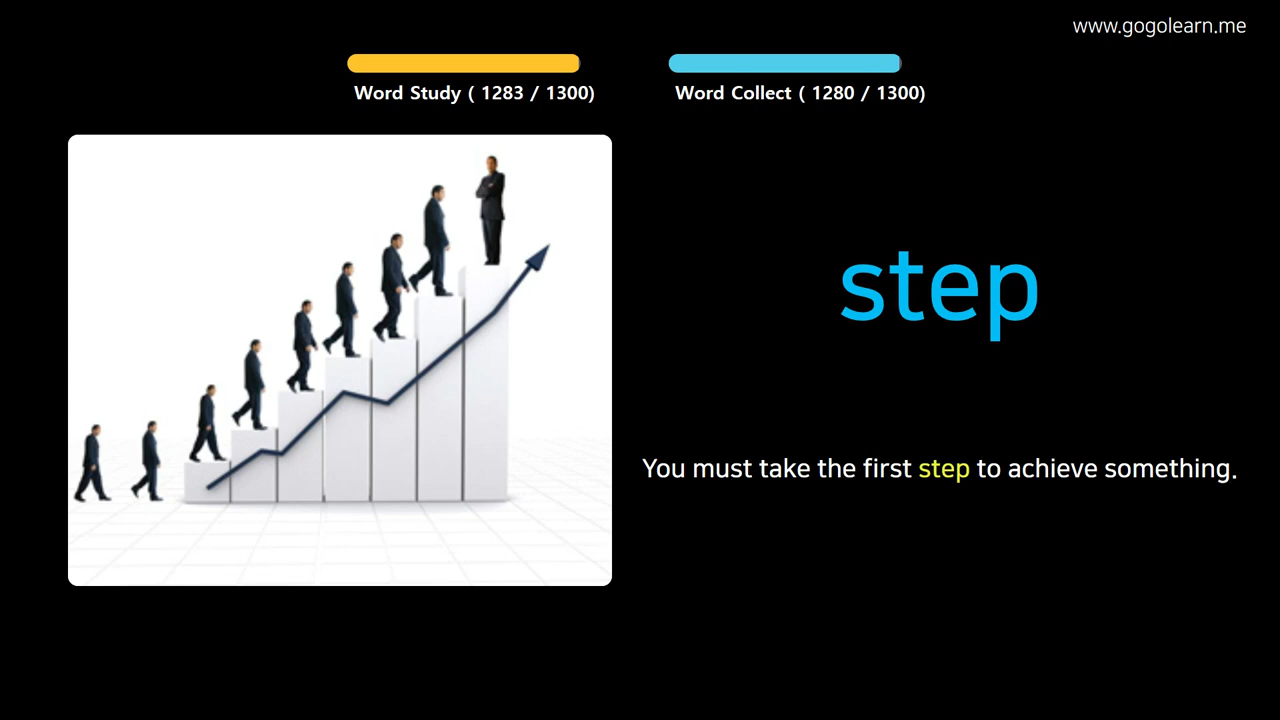 www.gogolearn.me
Word Study ( 1283 / 1300)
Word Collect ( 1280 / 1300)
step
You must take the first step to achieve something.